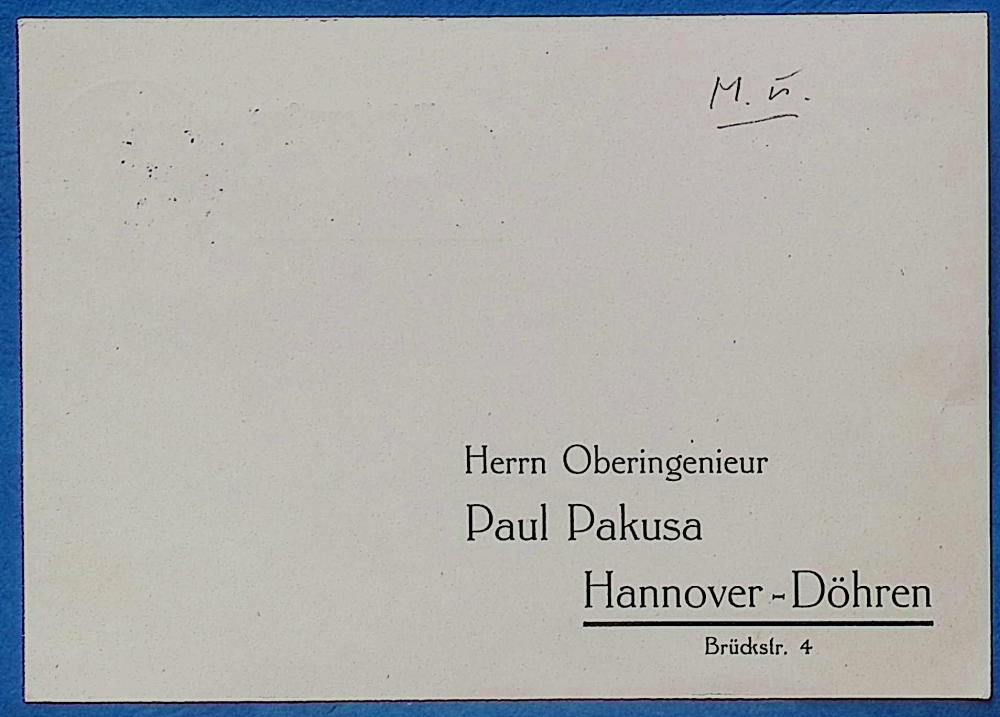 M. ü.
Herrn Oberingenieur
Paul Pakusa
Hannover-Döhren
Brückstr. 4